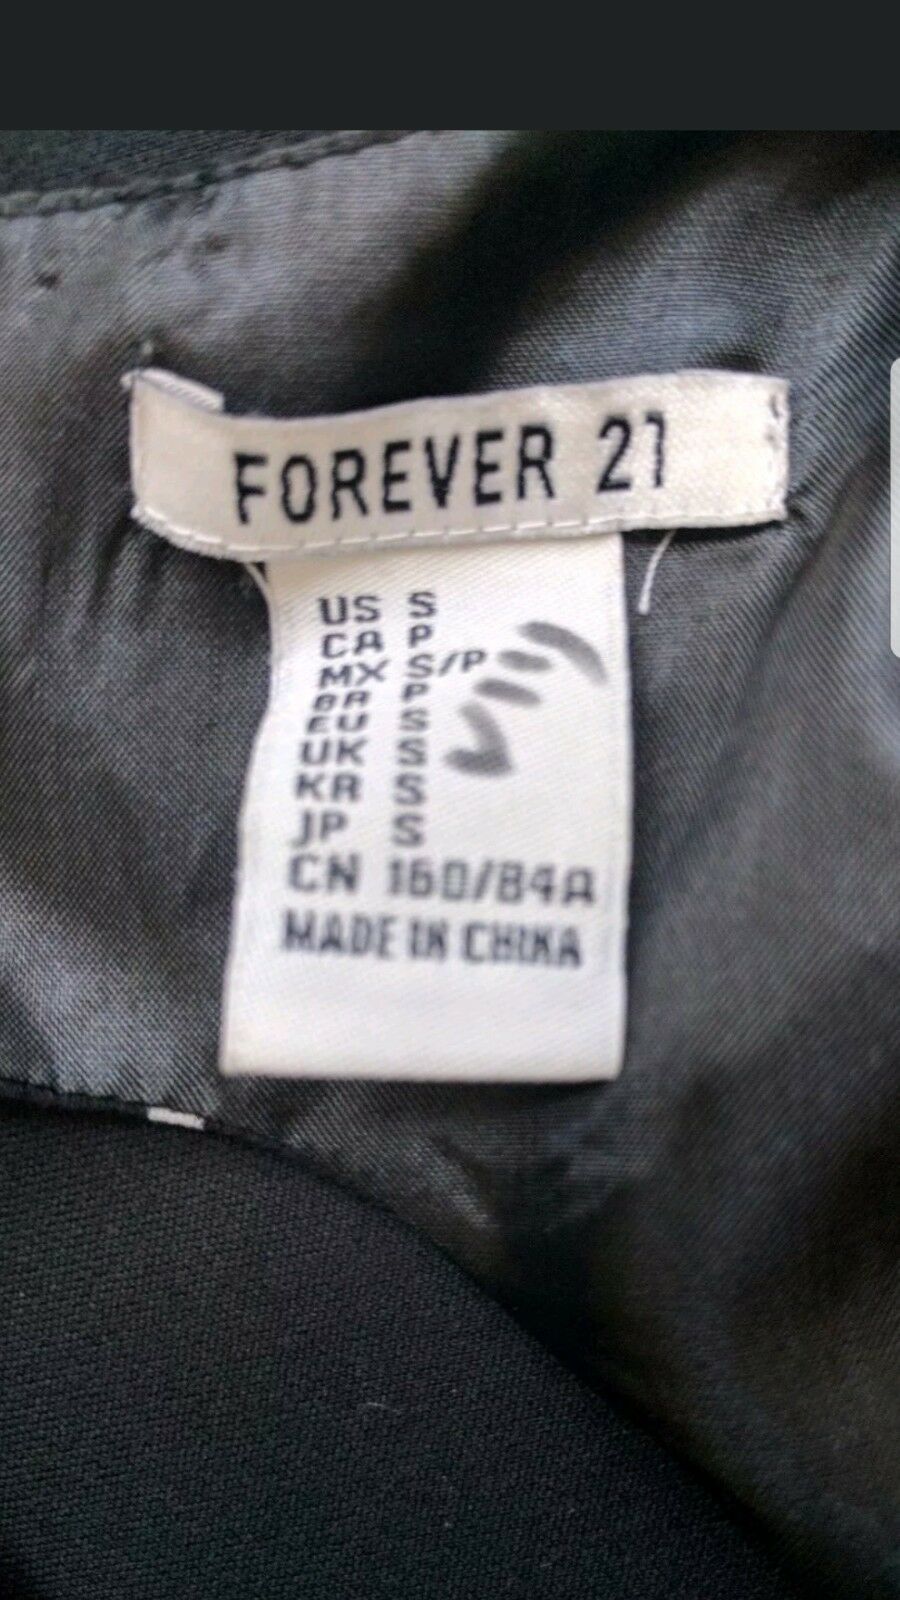 FOREVER 21
US S
CA P
MX S/P
BR P
EU S
UK S
KR S
JP S
CN 160/84A
MADE IN CHINA